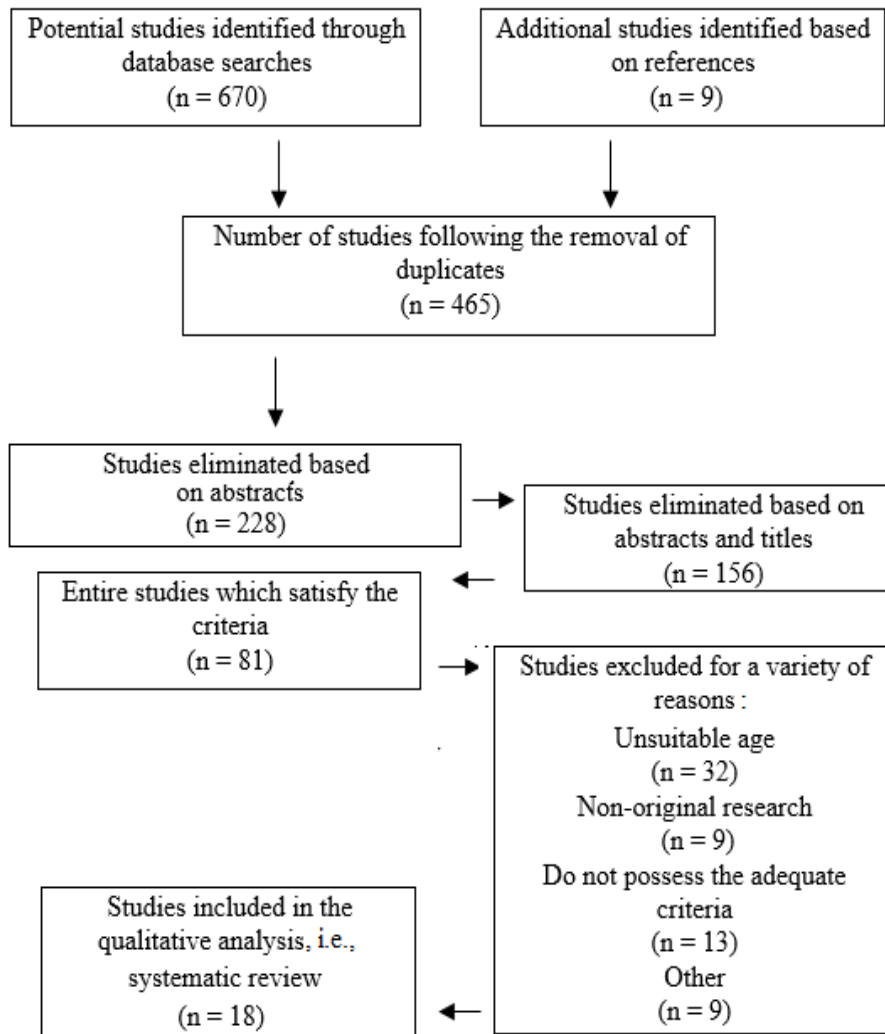 Potential studies identified through
database searches
(n = 670)
Additional studies identified based
on references
(n = 9)
Number of studies following the removal of
duplicates
(n = 465)
Studies eliminated based
on abstracts
(n = 228)
Studies eliminated based on
abstracts and titles
(n = 156)
Entire studies which satisfy the
criteria
(n = 81)
Studies excluded for a variety of
reasons :
Unsuitable age
(n = 32)
Non-original research
(n = 9)
Do not possess the adequate
criteria
(n = 13)
Other
(n = 9)
Studies included in the
qualitative analysis, i.e.,
systematic review
(n = 18)